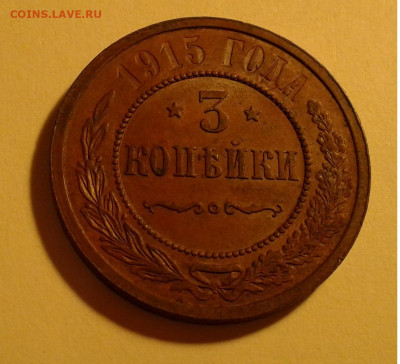 COINS.LAVE.RU
1915 ГОДА
3
КОПѢЙКИ